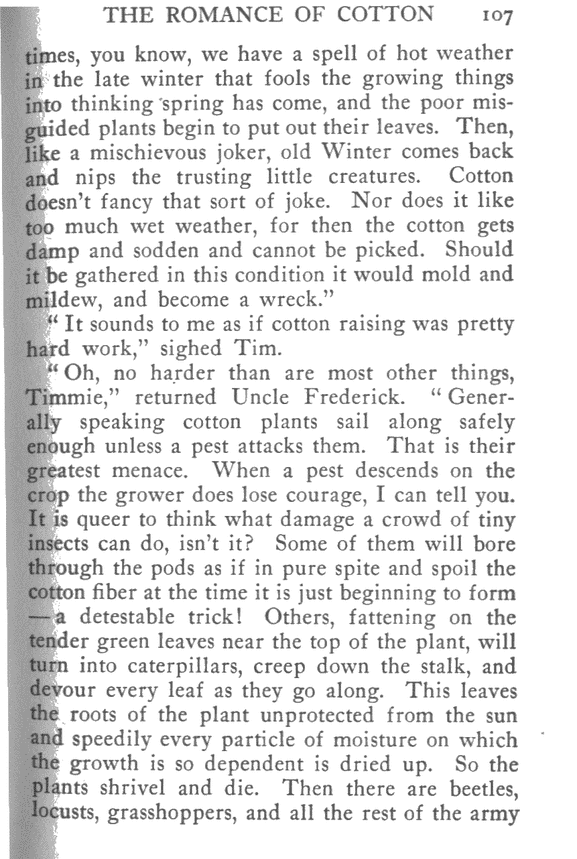 THE ROMANCE OF COTTON 107
times, you know, we have a spell of hot weather
in the late winter that fools the growing things
into thinking spring has come, and the poor mis-
guided plants begin to put out their leaves. Then,
like a mischievous joker, old Winter comes back
and nips the trusting little creatures. Cotton
doesn't fancy that sort of joke. Nor does it like
too much wet weather, for then the cotton gets
damp and sodden and cannot be picked. Should
it be gathered in this condition it would mold and
mildew, and become a wreck."
" It sounds to me as if cotton raising was pretty
hard work," sighed Tim.
" Oh, no harder than are most other things,
Timmie," returned Uncle Frederick. " Gener-
ally speaking cotton plants sail along safely
enough unless a pest attacks them. That is their
greatest menace. When a pest descends on the
crop the grower does lose courage, I can tell you.
It is queer to think what damage a crowd of tiny
insects can do, isn't it? Some of them will bore
through the pods as if in pure spite and spoil the
cotton fiber at the time it is just beginning to form
— a detestable trick! Others, fattening on the
tender green leaves near the top of the plant, will
turn into caterpillars, creep down the stalk, and
devour every leaf as they go along. This leaves
the roots of the plant unprotected from the sun
and speedily every particle of moisture on which
the growth is so dependent is dried up. So the
plants shrivel and die. Then there are beetles,
locusts, grasshoppers, and all the rest of the army